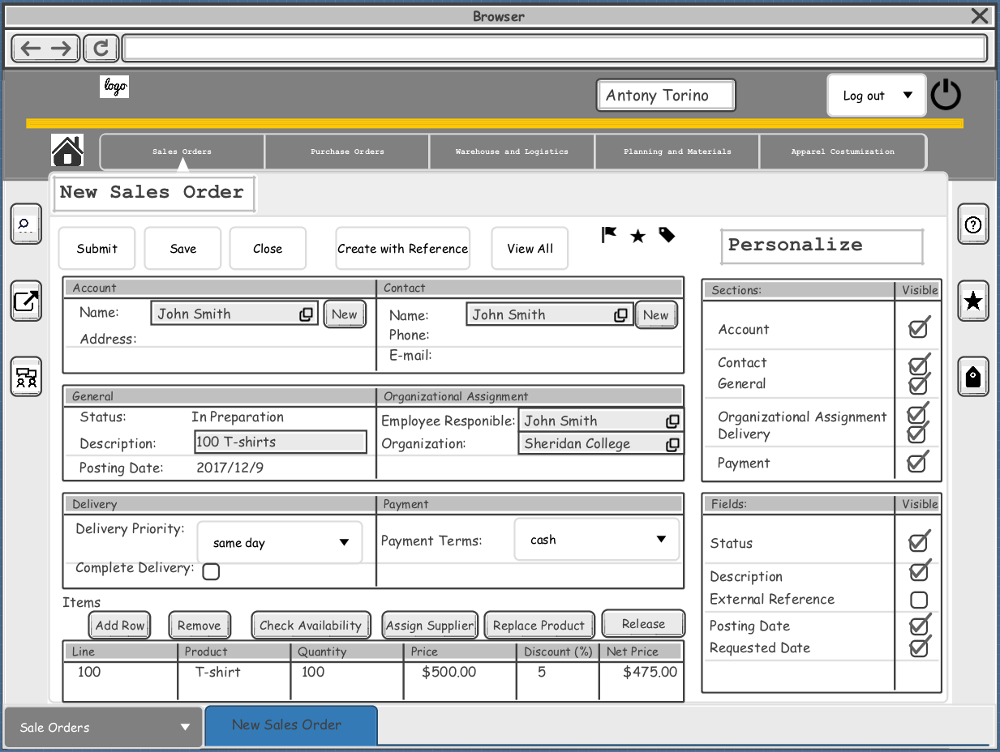 Browser
logo
Antony Torino
Log out
Sales Orders
Purchase Orders
Warehouse and Logistics
Planning and Materials
Apparel Costumization
New Sales Order
Submit
Save
Close
Create with Reference
View All
Personalize
Account
Contact
Name:
John Smith
New
Name:
John Smith
New
Address:
Phone:
E-mail:
General
Organizational Assignment
Status:
In Preparation
Employee Responible:
John Smith
Description:
100 T-shirts
Organization:
Sheridan College
Posting Date:
2017/12/9
Delivery
Payment
Delivery Priority:
same day
Payment Terms:
cash
Complete Delivery:
Items
Add Row
Remove
Check Availability
Assign Supplier
Replace Product
Release
Line
Product
Quantity
Price
Discount (%)
Net Price
100
T-shirt
100
$500.00
5
$475.00
Sections:
Visible
Account
Contact
General
Organizational Assignment
Delivery
Payment
Fields:
Visible
Status
Description
External Reference
Posting Date
Requested Date
Sale Orders
New Sales Order